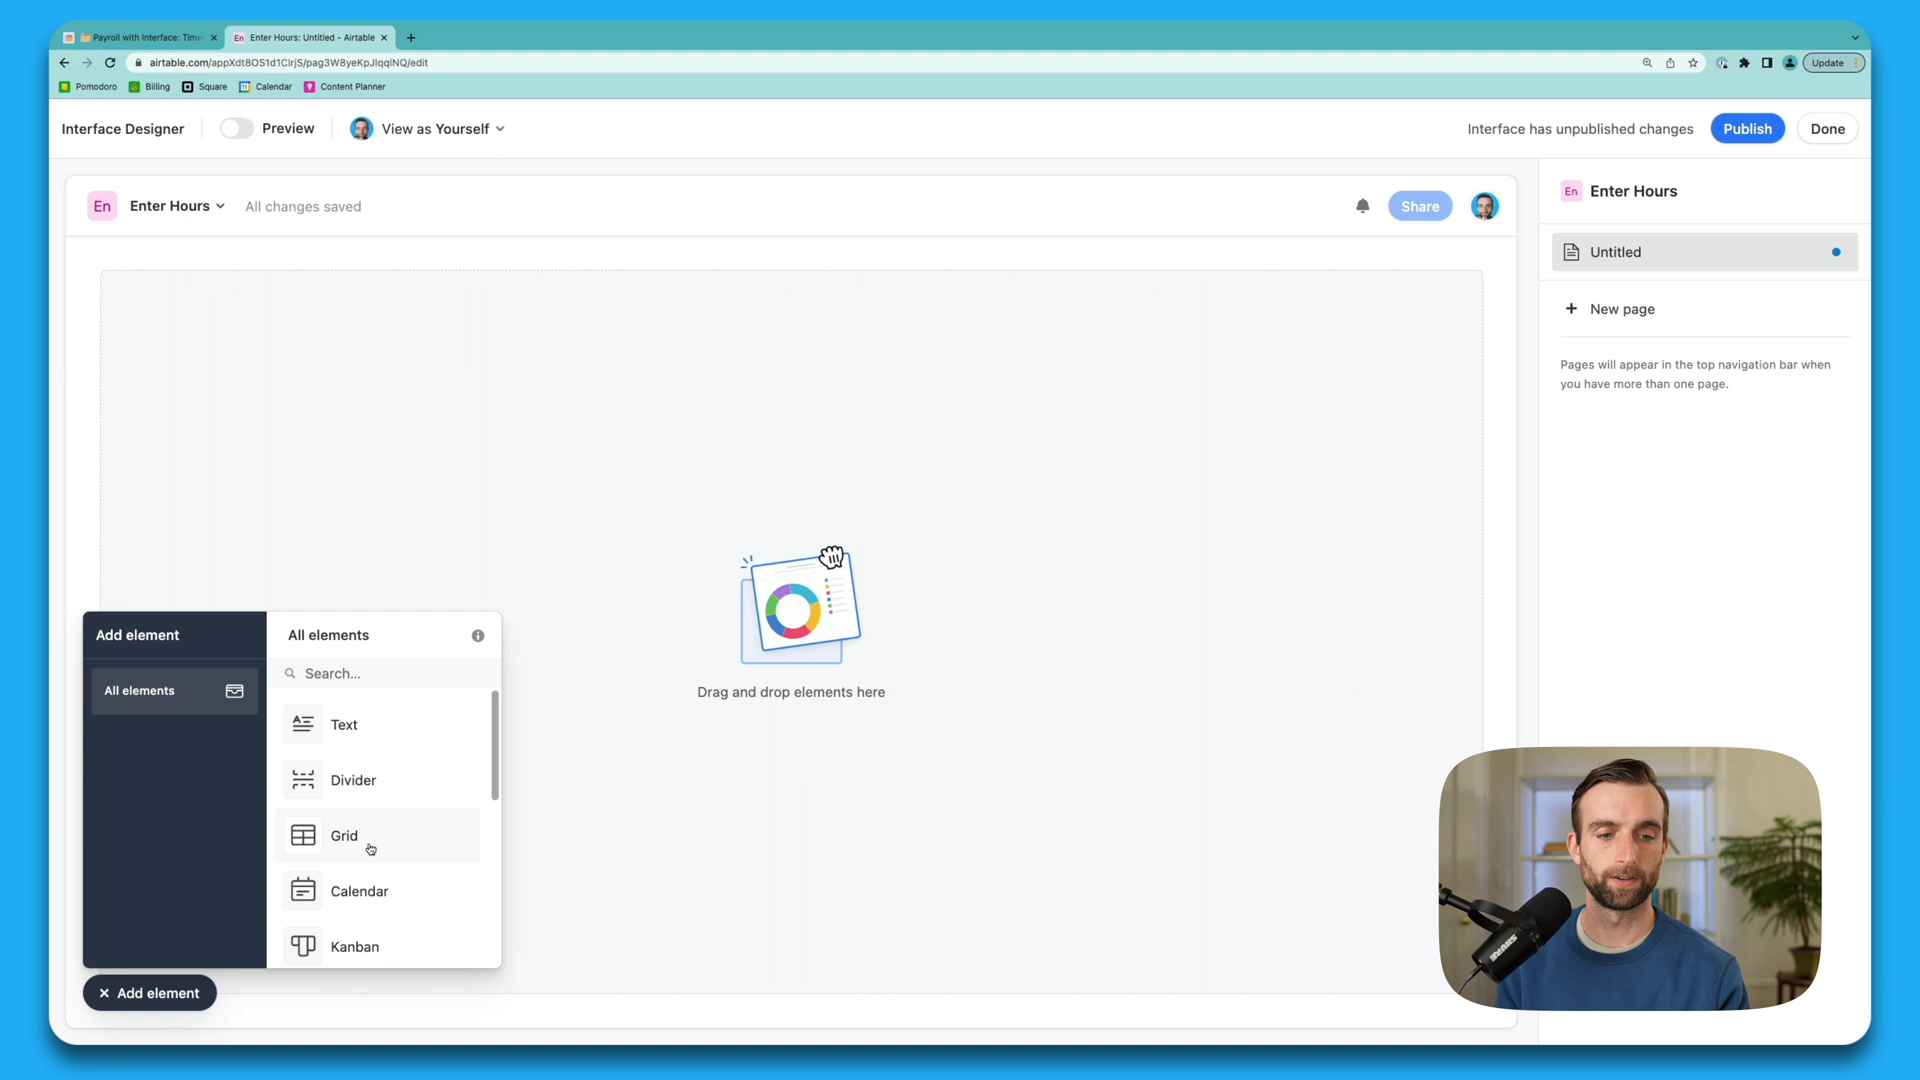 Payroll with Interface: Time
En Enter Hours: Untitled - Airtable
airtable.com/appXdt8OS1d1CIrjS/pag3W8yeKpJlqqlNQ/edit
Update
Pomodoro Billing Square Calendar Content Planner
Interface Designer Preview View as Yourself
Interface has unpublished changes Publish Done
En Enter Hours All changes saved Share
En Enter Hours
Untitled
+ New page
Pages will appear in the top navigation bar when
you have more than one page.
Drag and drop elements here
Add element
All elements
All elements
Search...
Text
Divider
Grid
Calendar
Kanban
Add element
SHURE